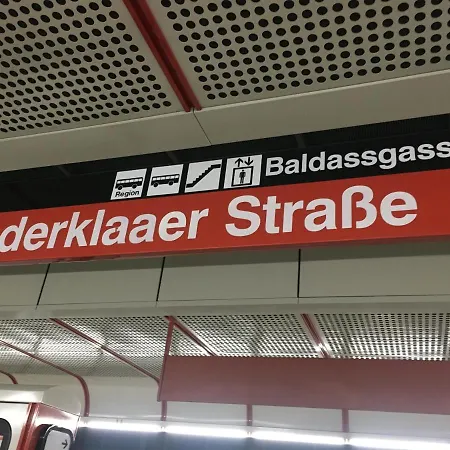 Region Baldassgass
derklaaer Straße